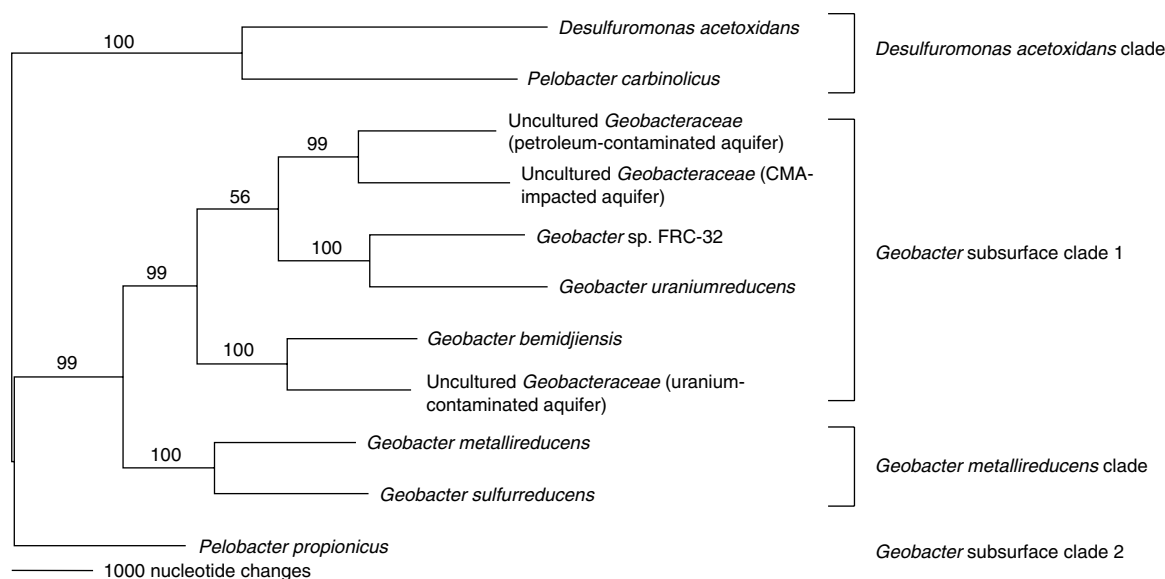 100
Desulfuromonas acetoxidans
Pelobacter carbinolicus
Desulfuromonas acetoxidans clade
99
Uncultured Geobacteraceae
(petroleum-contaminated aquifer)
Uncultured Geobacteraceae (CMA-
impacted aquifer)
56
100
Geobacter sp. FRC-32
Geobacter uraniumreducens
Geobacter subsurface clade 1
99
100
Geobacter bemidjiensis
Uncultured Geobacteraceae (uranium-
contaminated aquifer)
99
100
Geobacter metallireducens
Geobacter sulfurreducens
Geobacter metallireducens clade
Pelobacter propionicus
Geobacter subsurface clade 2
1000 nucleotide changes